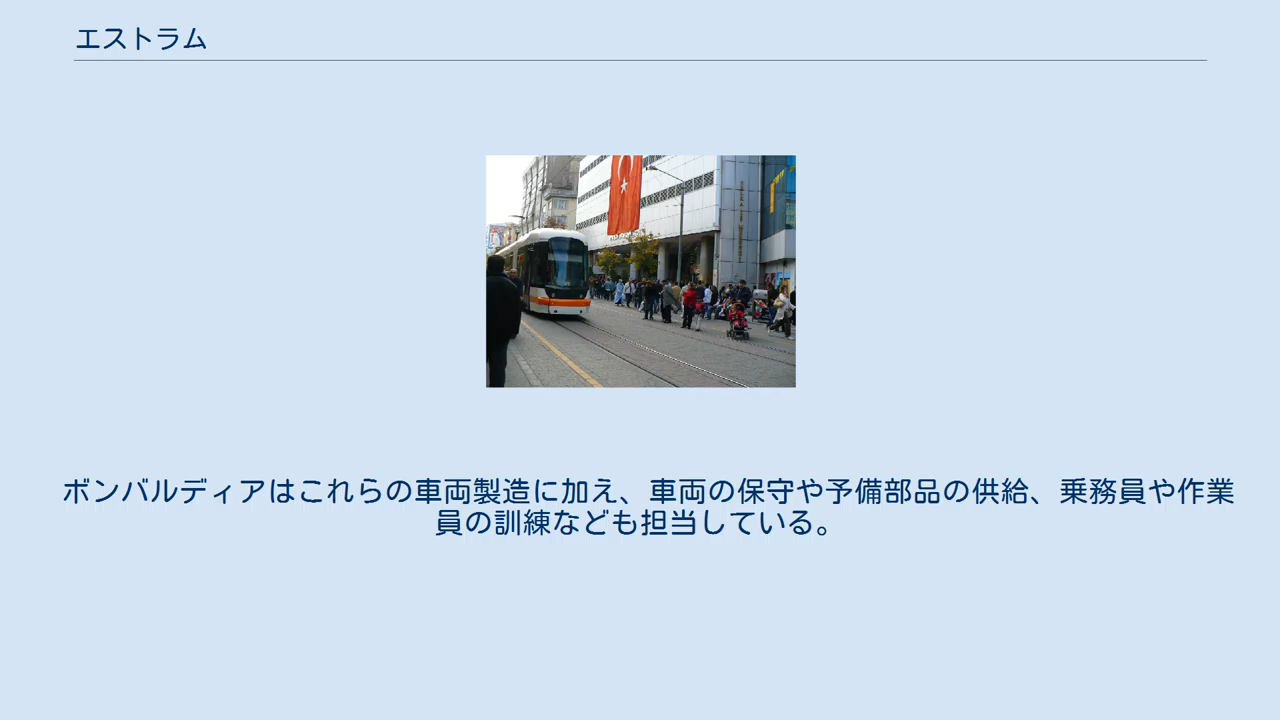 エストラム
ボンバルディアはこれらの車両製造に加え、車両の保守や予備部品の供給、乗務員や作業
員の訓練なども担当している。